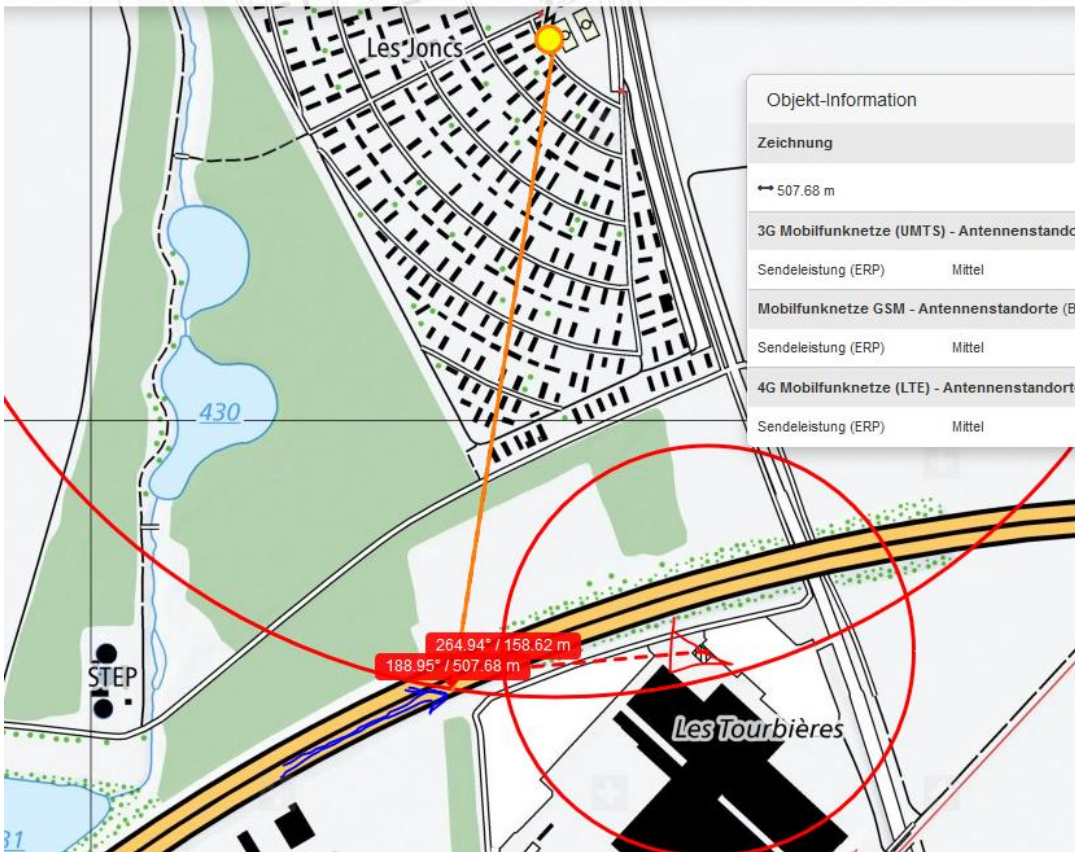 Les Joncs
Objekt-Information
Zeichnung
507.68 m
3G Mobilfunknetze (UMTS) - Antennenstando
Sendeleistung (ERP) Mittel
Mobilfunknetze GSM - Antennenstandorte (B
Sendeleistung (ERP) Mittel
4G Mobilfunknetze (LTE) - Antennenstandort
Sendeleistung (ERP) Mittel
430
264.94° / 158.62 m
188.95° / 507.68 m
STEP
Les Tourbières
31